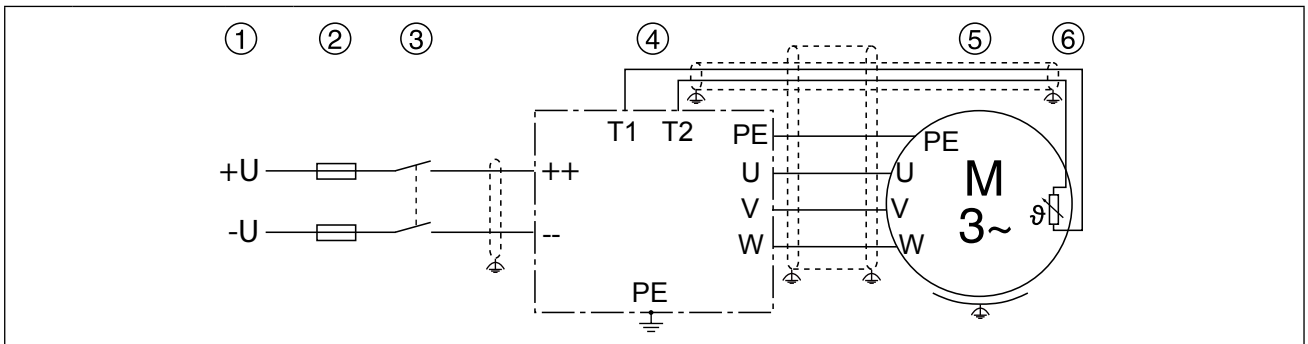 ① ② ③ ④ ⑤ ⑥
T1 T2
PE PE
+U ++ U U M
V V ϑ 3~
-U -- W W
PE